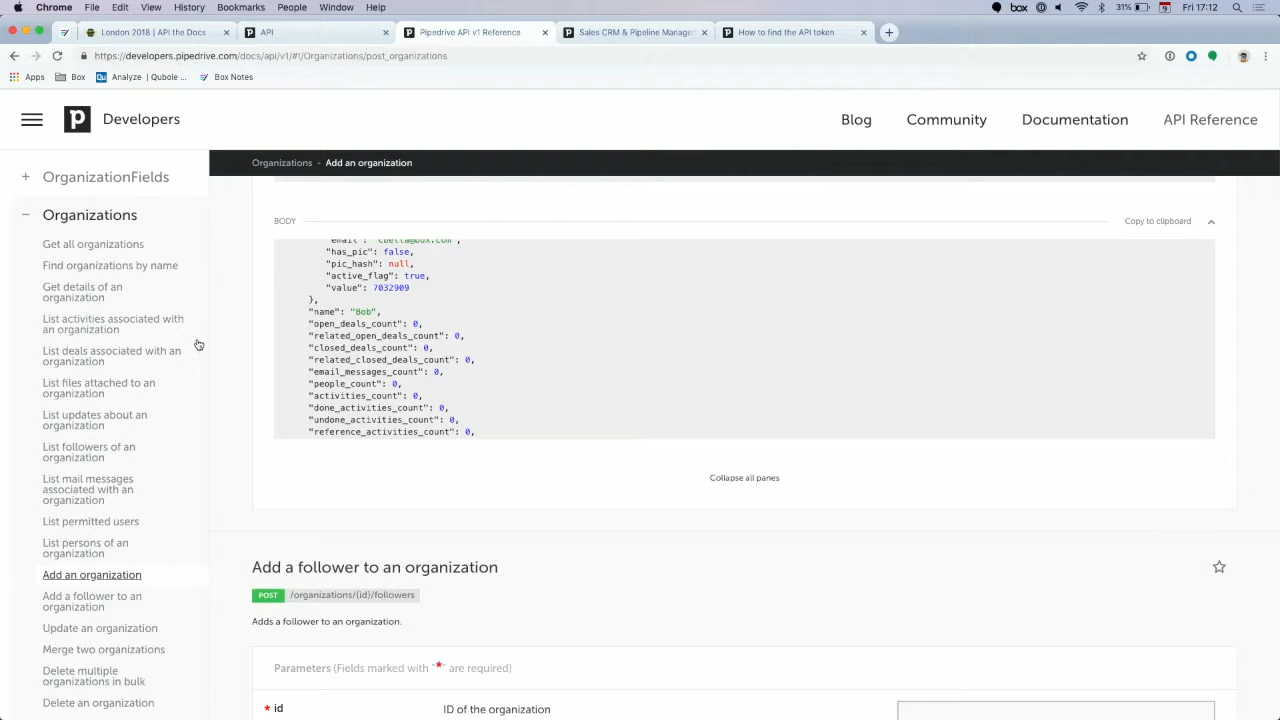 Chrome File Edit View History Bookmarks People Window Help box 31% Fri 17:12
London 2018 | API the Docs × API × Pipedrive API v1 Reference × Sales CRM & Pipeline Manage × How to find the API token ×
https://developers.pipedrive.com/docs/api/v1/#!/Organizations/post_organizations
Apps Box Qu Analyze | Qubole ... Box Notes
p Developers Blog Community Documentation API Reference
Organizations - Add an organization
+ OrganizationFields
− Organizations
Get all organizations
Find organizations by name
Get details of an
organization
List activities associated with
an organization
List deals associated with an
organization
List files attached to an
organization
List updates about an
organization
List followers of an
organization
List mail messages
associated with an
organization
List permitted users
List persons of an
organization
Add an organization
Add a follower to an
organization
Update an organization
Merge two organizations
Delete multiple
organizations in bulk
Delete an organization
BODY Copy to clipboard
"email": "cbetta@box.com",
"has_pic": false,
"pic_hash": null,
"active_flag": true,
"value": 7032909
},
"name": "Bob",
"open_deals_count": 0,
"related_open_deals_count": 0,
"closed_deals_count": 0,
"related_closed_deals_count": 0,
"email_messages_count": 0,
"people_count": 0,
"activities_count": 0,
"done_activities_count": 0,
"undone_activities_count": 0,
"reference_activities_count": 0,
Collapse all panes
Add a follower to an organization
POST /organizations/{id}/followers
Adds a follower to an organization.
Parameters (Fields marked with "*" are required)
* id ID of the organization